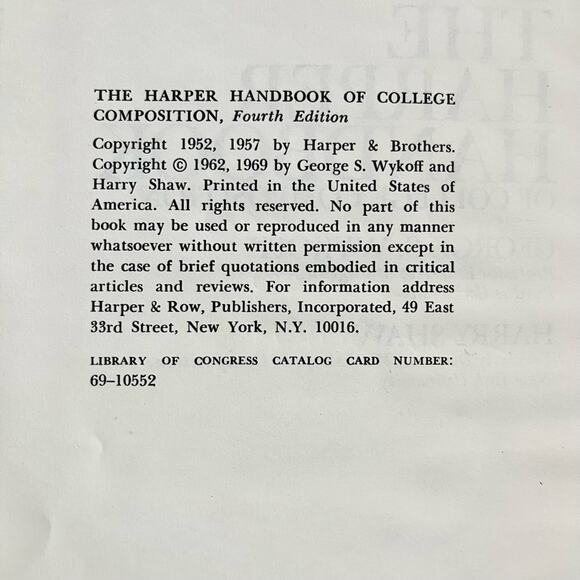 THE HARPER HANDBOOK OF COLLEGE
COMPOSITION, Fourth Edition
Copyright 1952, 1957 by Harper & Brothers.
Copyright © 1962, 1969 by George S. Wykoff and
Harry Shaw. Printed in the United States of
America. All rights reserved. No part of this
book may be used or reproduced in any manner
whatsoever without written permission except in
the case of brief quotations embodied in critical
articles and reviews. For information address
Harper & Row, Publishers, Incorporated, 49 East
33rd Street, New York, N.Y. 10016.
LIBRARY OF CONGRESS CATALOG CARD NUMBER:
69–10552